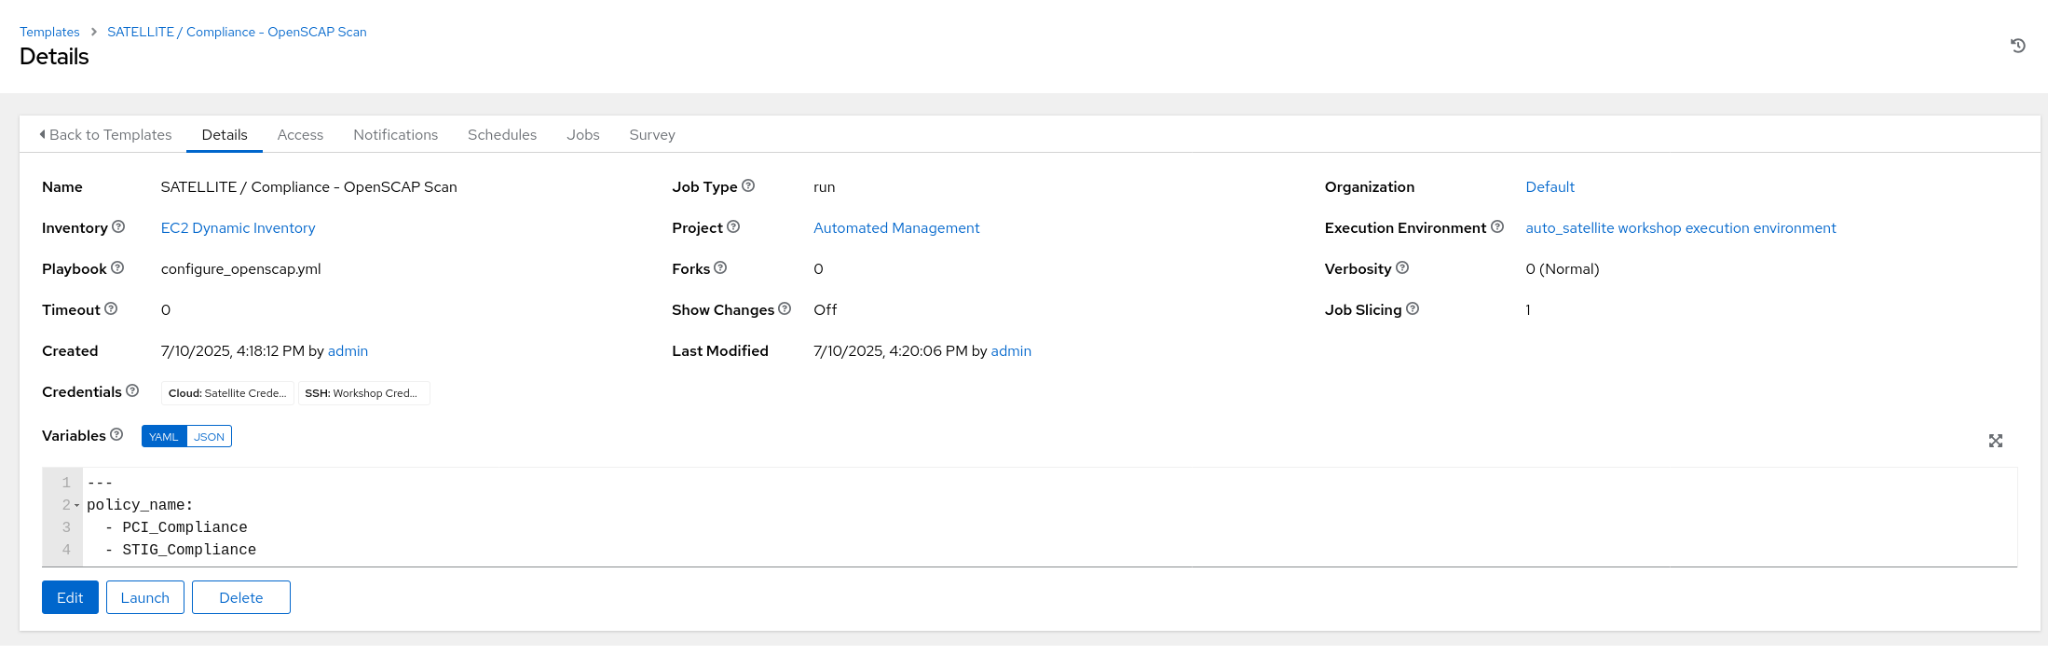 Templates > SATELLITE / Compliance - OpenSCAP Scan
Details
Back to Templates Details Access Notifications Schedules Jobs Survey
Name SATELLITE / Compliance - OpenSCAP Scan Job Type run Organization Default
Inventory EC2 Dynamic Inventory Project Automated Management Execution Environment auto_satellite workshop execution environment
Playbook configure_openscap.yml Forks 0 Verbosity 0 (Normal)
Timeout 0 Show Changes Off Job Slicing 1
Created 7/10/2025, 4:18:12 PM by admin Last Modified 7/10/2025, 4:20:06 PM by admin
Credentials Cloud: Satellite Crede... SSH: Workshop Cred...
Variables YAML JSON
1 ---
2 policy_name:
3 - PCI_Compliance
4 - STIG_Compliance
Edit Launch Delete